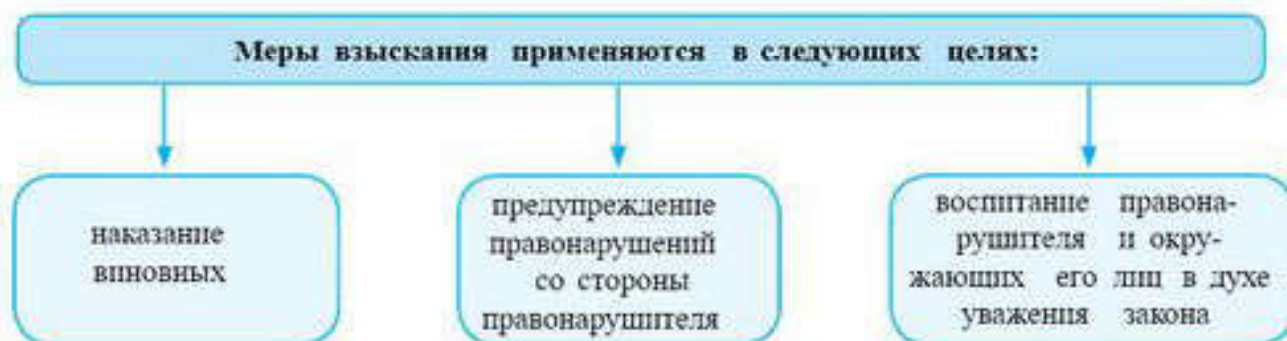 Меры взыскания применяются в следующих целях:
наказание
виновных
предупреждение
правонарушений
со стороны
правонарушителя
воспитание правона-
рушителя и окру-
жающих его лиц в духе
уважения закона